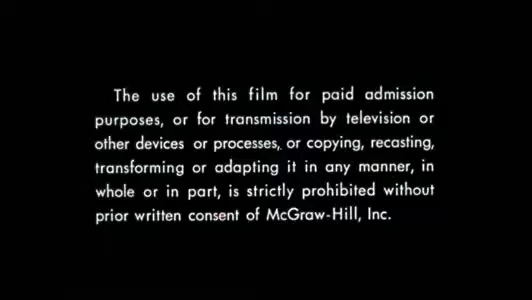 The use of this film for paid admission
purposes, or for transmission by television or
other devices or processes, or copying, recasting,
transforming or adapting it in any manner, in
whole or in part, is strictly prohibited without
prior written consent of McGraw-Hill, Inc.